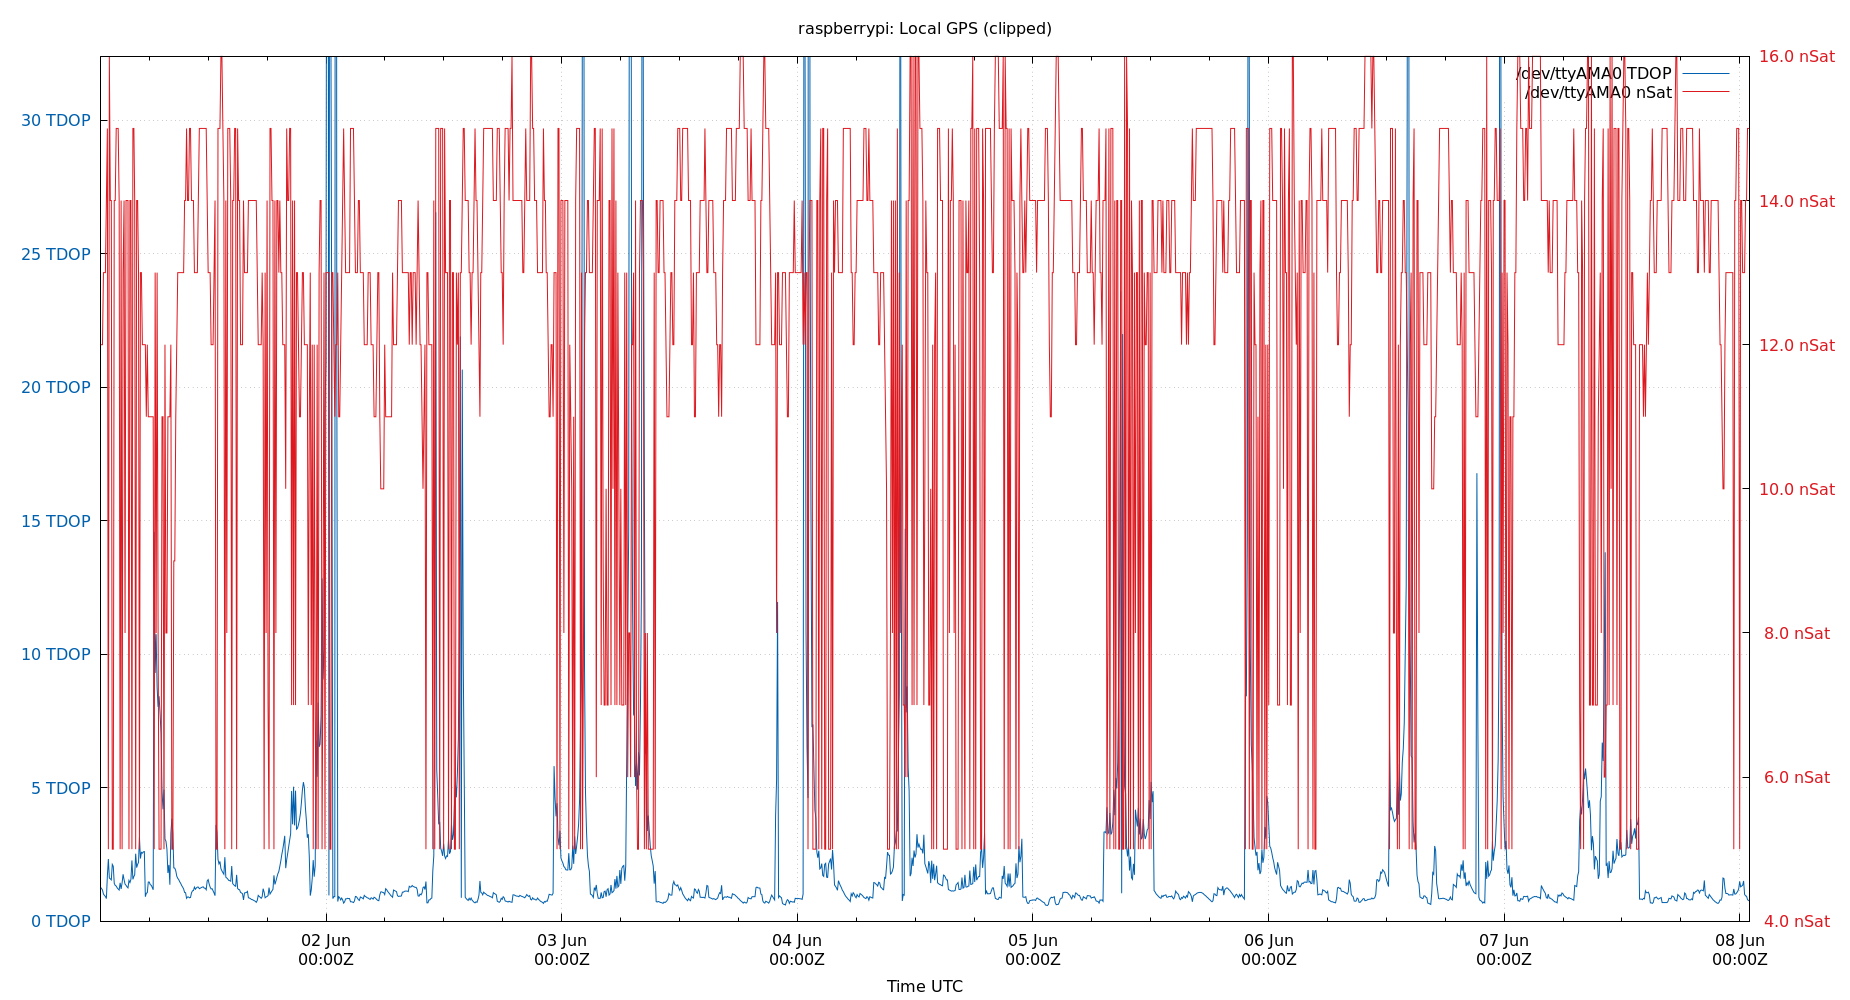 raspberrypi: Local GPS (clipped)
/dev/ttyAMA0 TDOP
/dev/ttyAMA0 nSat
30 TDOP
25 TDOP
20 TDOP
15 TDOP
10 TDOP
5 TDOP
0 TDOP
16.0 nSat
14.0 nSat
12.0 nSat
10.0 nSat
8.0 nSat
6.0 nSat
4.0 nSat
02 Jun
00:00Z
03 Jun
00:00Z
04 Jun
00:00Z
05 Jun
00:00Z
06 Jun
00:00Z
07 Jun
00:00Z
08 Jun
00:00Z
Time UTC